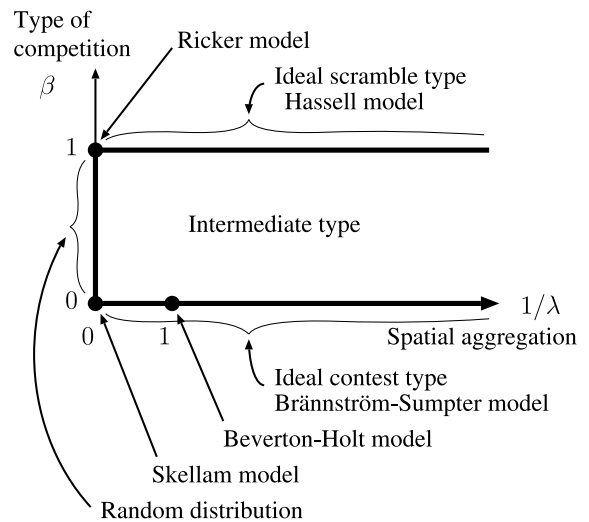 Type of
competition
β
Ricker model
Ideal scramble type
Hassell model
1
Intermediate type
0
0
1
1/λ
Spatial aggregation
Ideal contest type
Brännström-Sumpter model
Beverton-Holt model
Skellam model
Random distribution